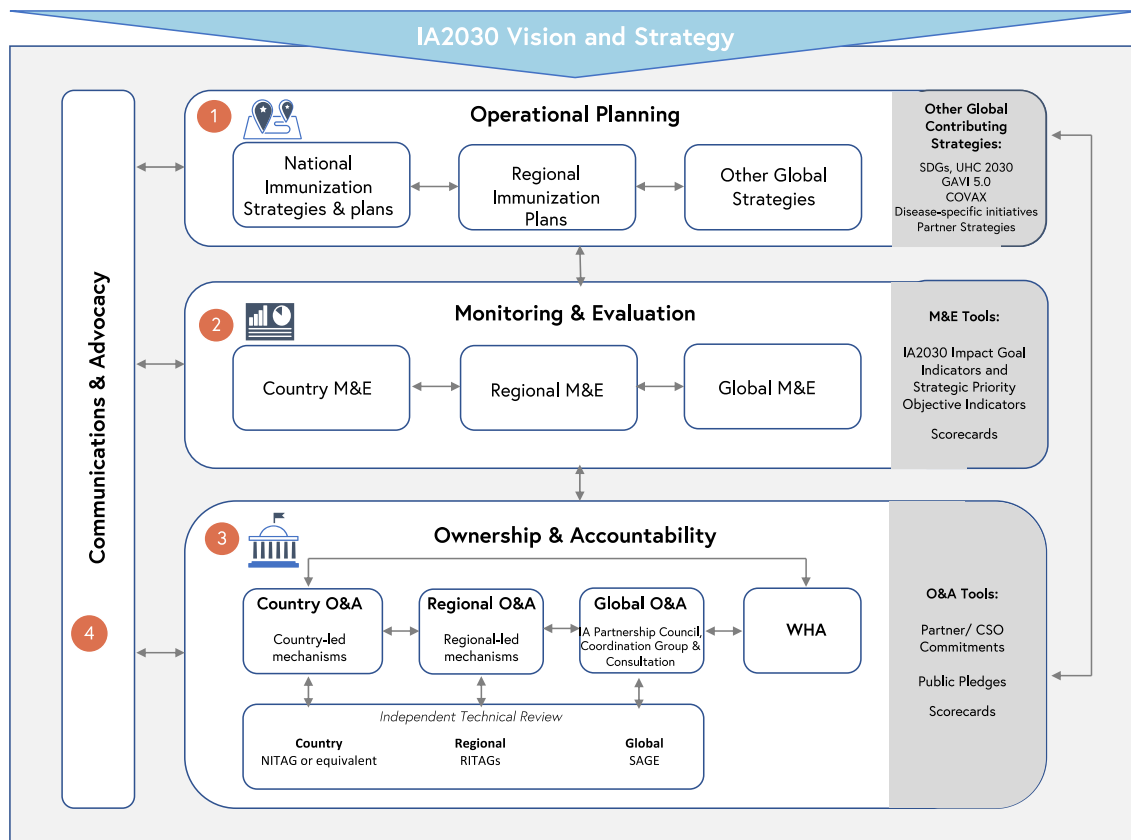 IA2030 Vision and Strategy
Communications & Advocacy
4
1
Operational Planning
National
Immunization
Strategies & plans
Regional
Immunization
Plans
Other Global
Strategies
Other Global
Contributing
Strategies:
SDGs, UHC 2030
GAVI 5.0
COVAX
Disease-specific initiatives
Partner Strategies
2
Monitoring & Evaluation
Country M&E
Regional M&E
Global M&E
M&E Tools:
IA2030 Impact Goal
Indicators and
Strategic Priority
Objective Indicators
Scorecards
3
Ownership & Accountability
Country O&A
Country-led
mechanisms
Regional O&A
Regional-led
mechanisms
Global O&A
IA Partnership Council,
Coordination Group &
Consultation
WHA
Independent Technical Review
Country
NITAG or equivalent
Regional
RITAGs
Global
SAGE
O&A Tools:
Partner/ CSO
Commitments
Public Pledges
Scorecards